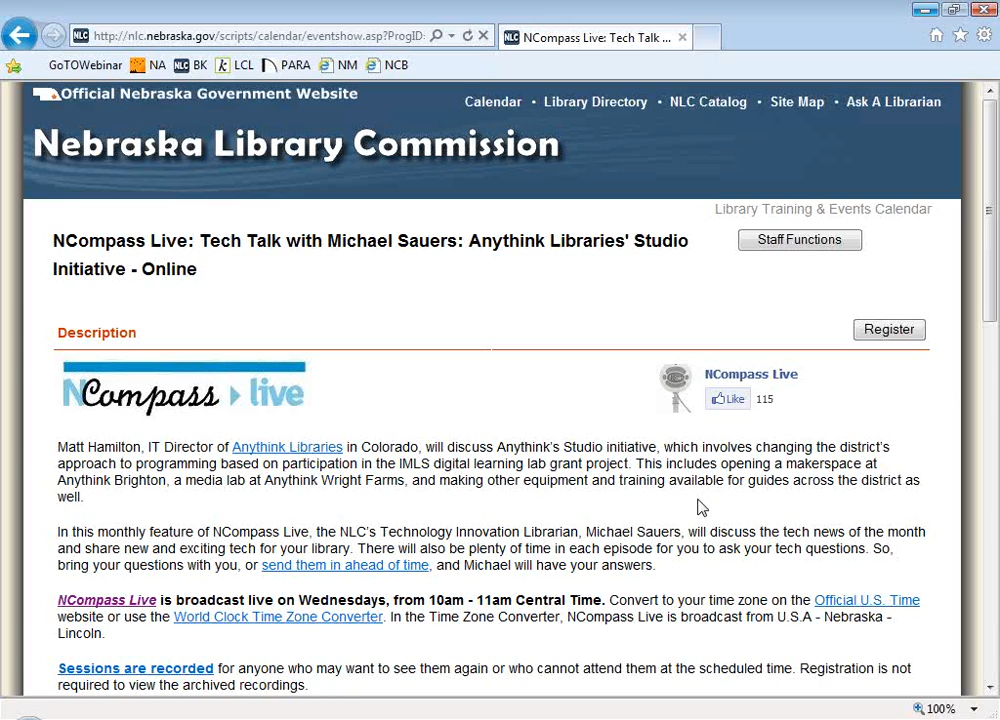 http://nlc.nebraska.gov/scripts/calendar/eventshow.asp?ProgID:
NLC NCompass Live: Tech Talk ...
GoTOWebinar NA NLC BK k LCL PARA NM NCB
Official Nebraska Government Website
Calendar • Library Directory • NLC Catalog • Site Map • Ask A Librarian
Nebraska Library Commission
Library Training & Events Calendar
NCompass Live: Tech Talk with Michael Sauers: Anythink Libraries' Studio
Initiative - Online
Staff Functions
Description
Register
NCompass live
NCompass Live
Like 115
Matt Hamilton, IT Director of Anythink Libraries in Colorado, will discuss Anythink's Studio initiative, which involves changing the district's
approach to programming based on participation in the IMLS digital learning lab grant project. This includes opening a makerspace at
Anythink Brighton, a media lab at Anythink Wright Farms, and making other equipment and training available for guides across the district as
well.
In this monthly feature of NCompass Live, the NLC's Technology Innovation Librarian, Michael Sauers, will discuss the tech news of the month
and share new and exciting tech for your library. There will also be plenty of time in each episode for you to ask your tech questions. So,
bring your questions with you, or send them in ahead of time, and Michael will have your answers.
NCompass Live is broadcast live on Wednesdays, from 10am - 11am Central Time. Convert to your time zone on the Official U.S. Time
website or use the World Clock Time Zone Converter. In the Time Zone Converter, NCompass Live is broadcast from U.S.A - Nebraska -
Lincoln.
Sessions are recorded for anyone who may want to see them again or who cannot attend them at the scheduled time. Registration is not
required to view the archived recordings.
100%